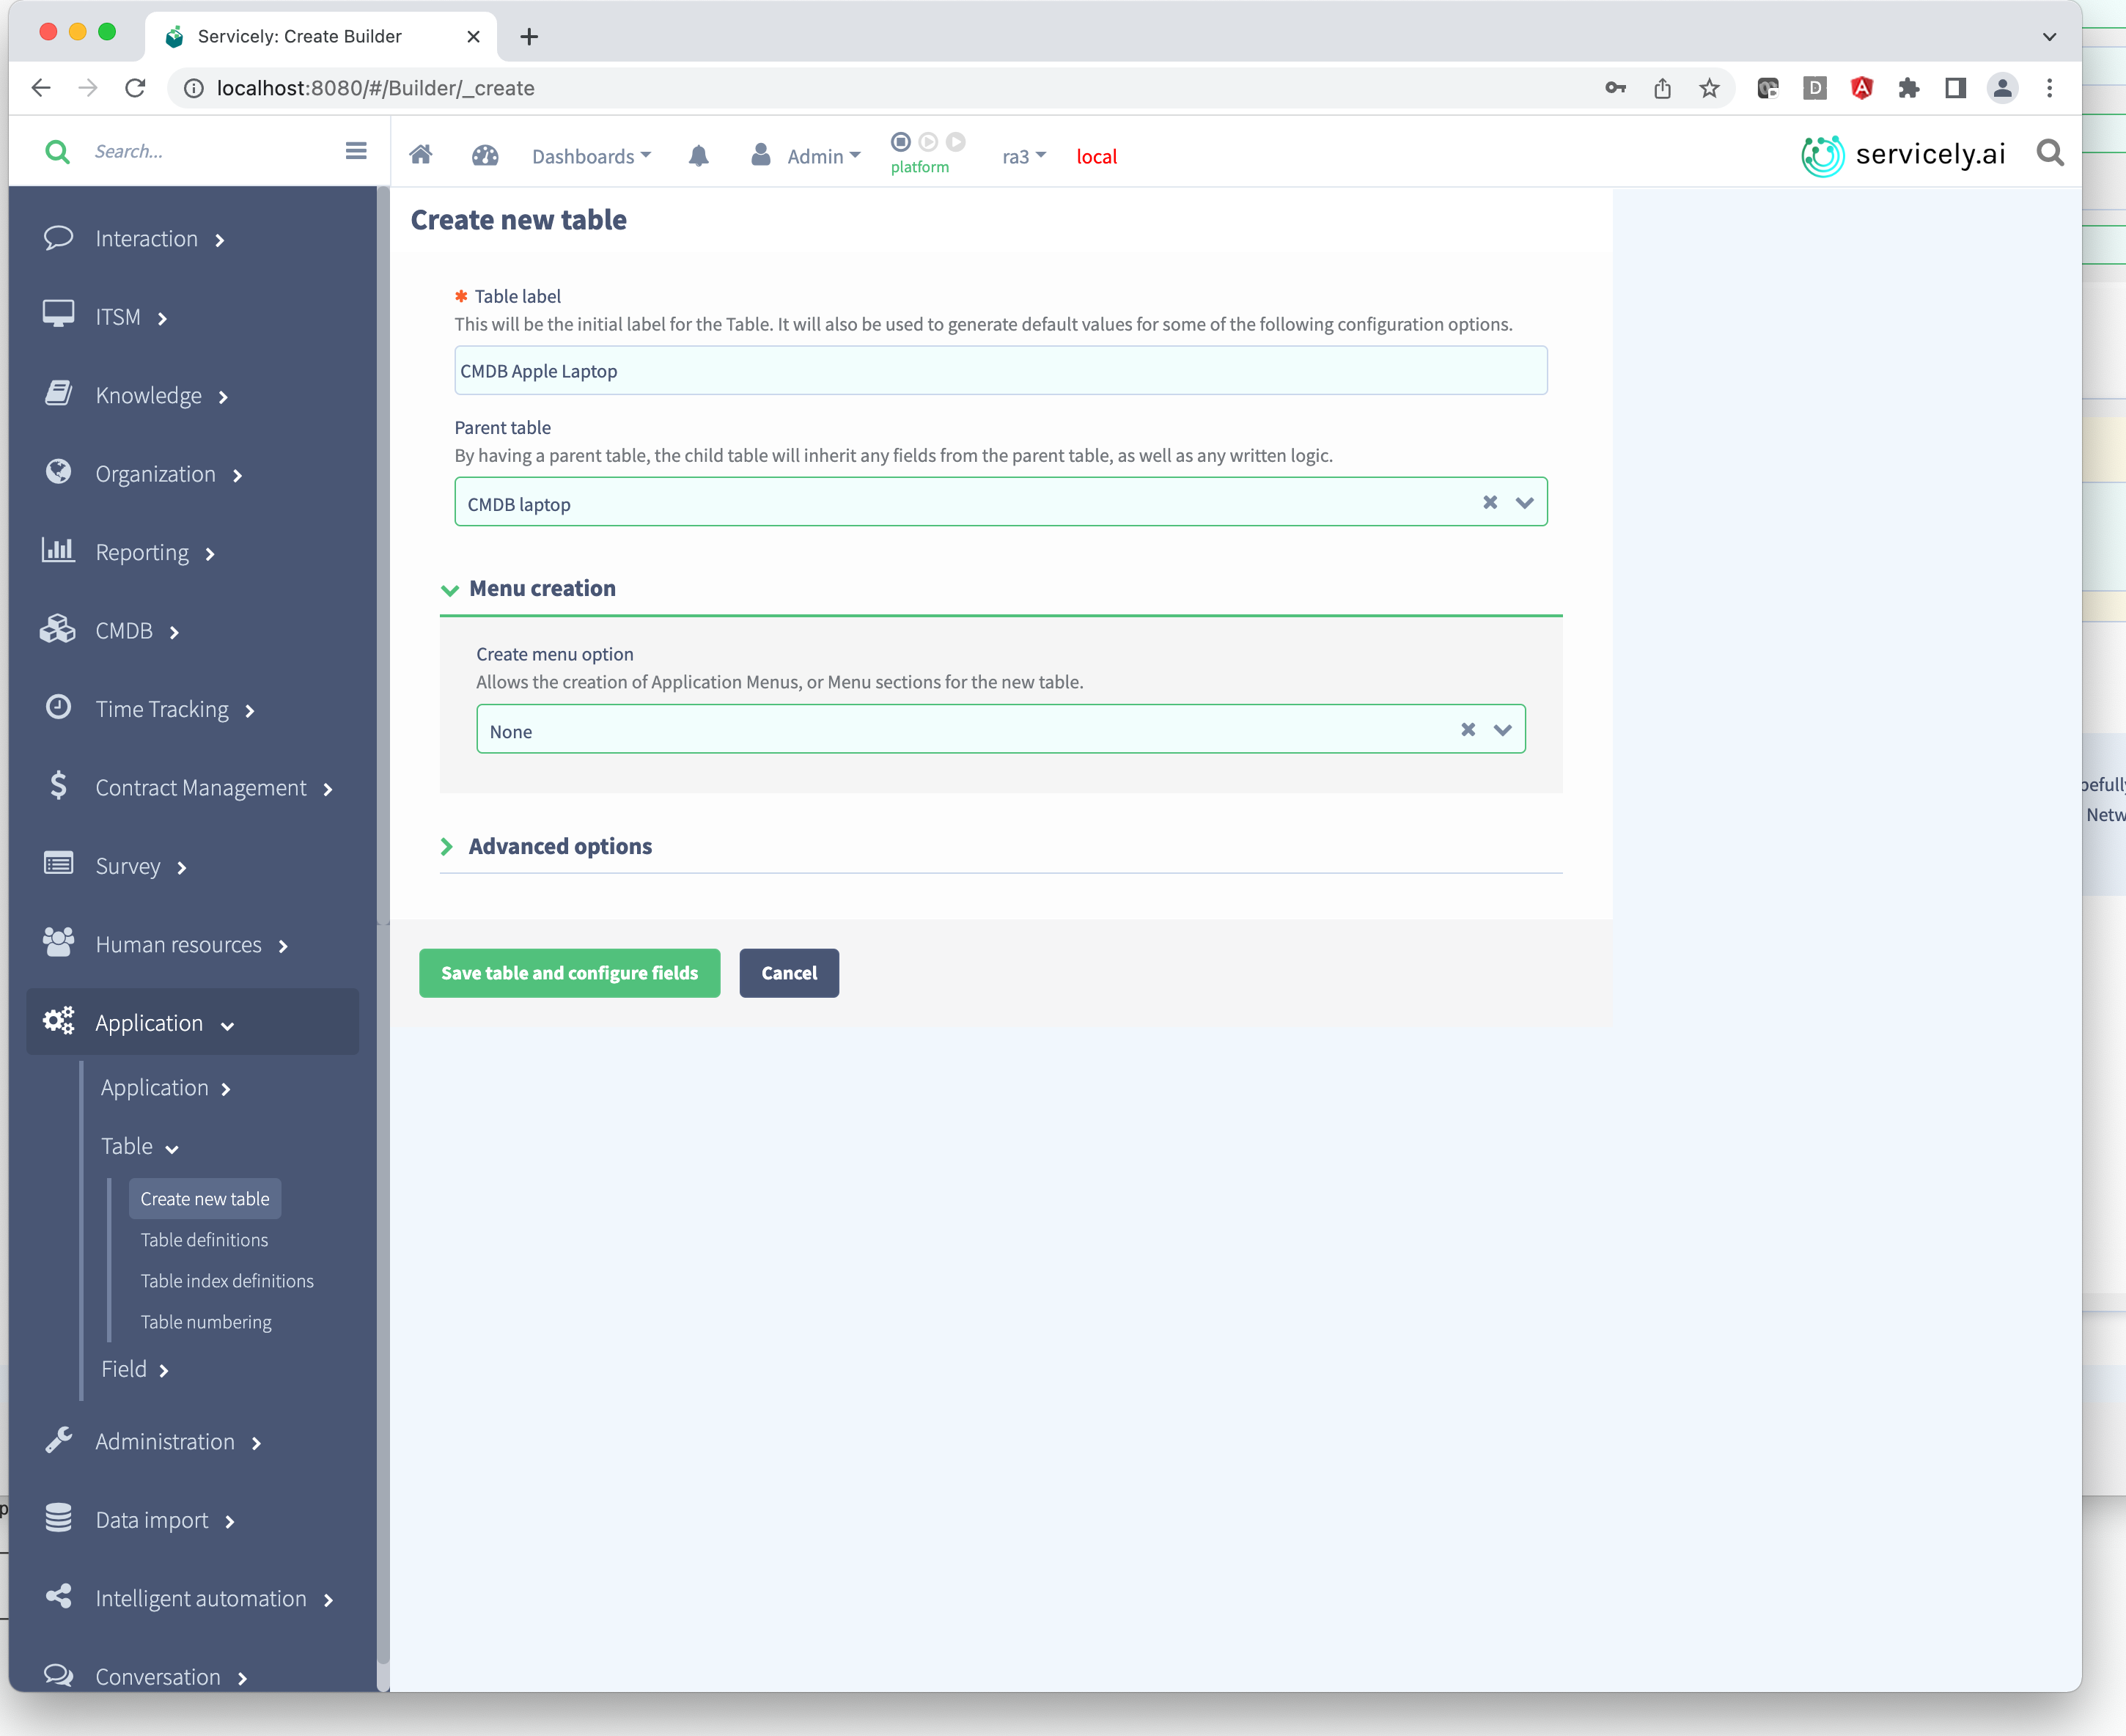 Servicely: Create Builder
localhost:8080/#/Builder/_create
Search...
Dashboards
Admin
platform
ra3
local
servicely.ai
Interaction
ITSM
Knowledge
Organization
Reporting
CMDB
Time Tracking
Contract Management
Survey
Human resources
Application
Application
Table
Create new table
Table definitions
Table index definitions
Table numbering
Field
Administration
Data import
Intelligent automation
Conversation
Create new table
Table label
This will be the initial label for the Table. It will also be used to generate default values for some of the following configuration options.
CMDB Apple Laptop
Parent table
By having a parent table, the child table will inherit any fields from the parent table, as well as any written logic.
CMDB laptop
Menu creation
Create menu option
Allows the creation of Application Menus, or Menu sections for the new table.
None
Advanced options
Save table and configure fields
Cancel